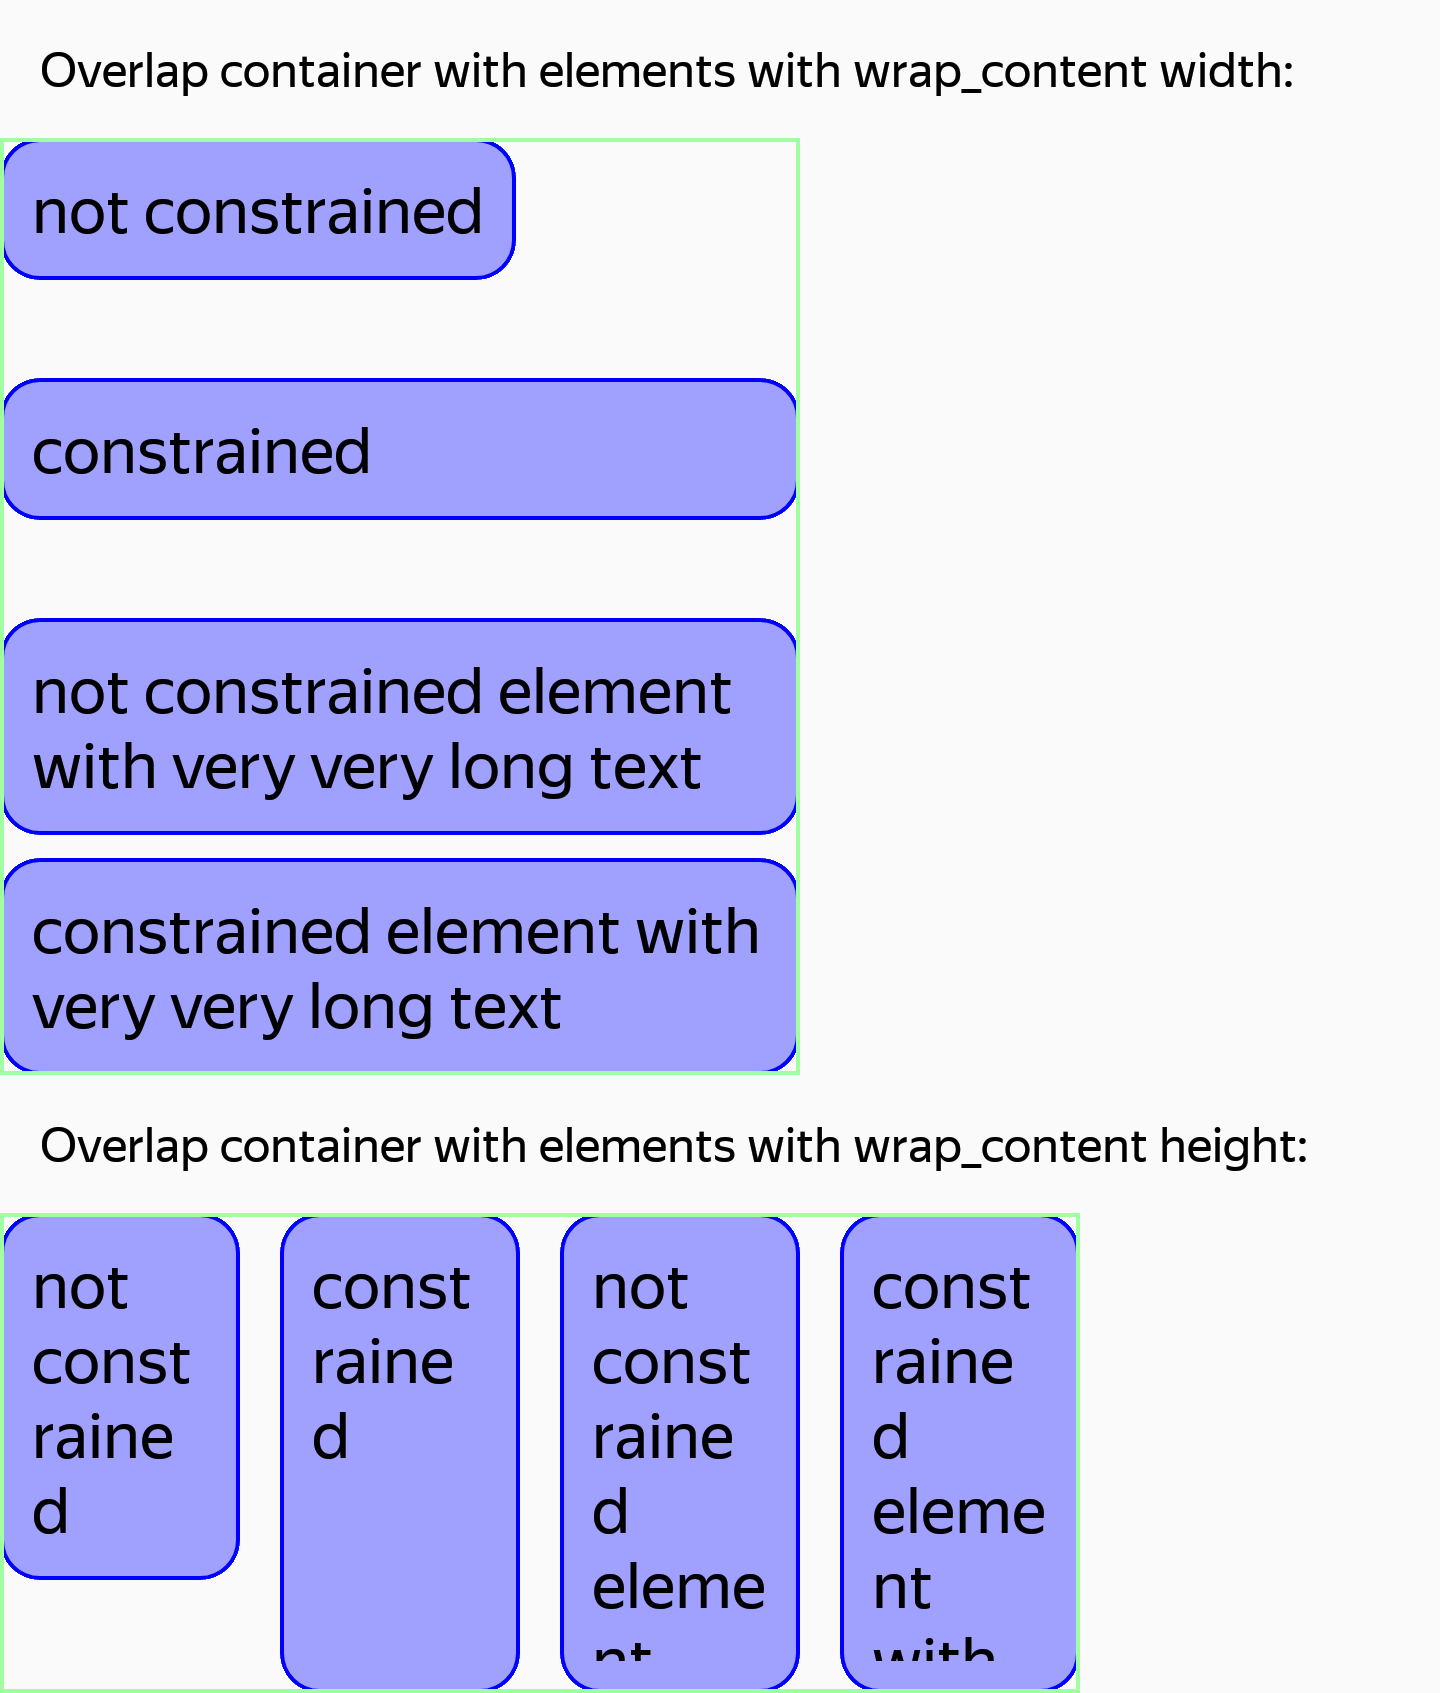 Overlap container with elements with wrap_content width:
not constrained
constrained
not constrained element
with very very long text
constrained element with
very very long text
Overlap container with elements with wrap_content height:
not
const
raine
d
const
raine
d
not
const
raine
d
eleme
nt
const
raine
d
eleme
nt
with